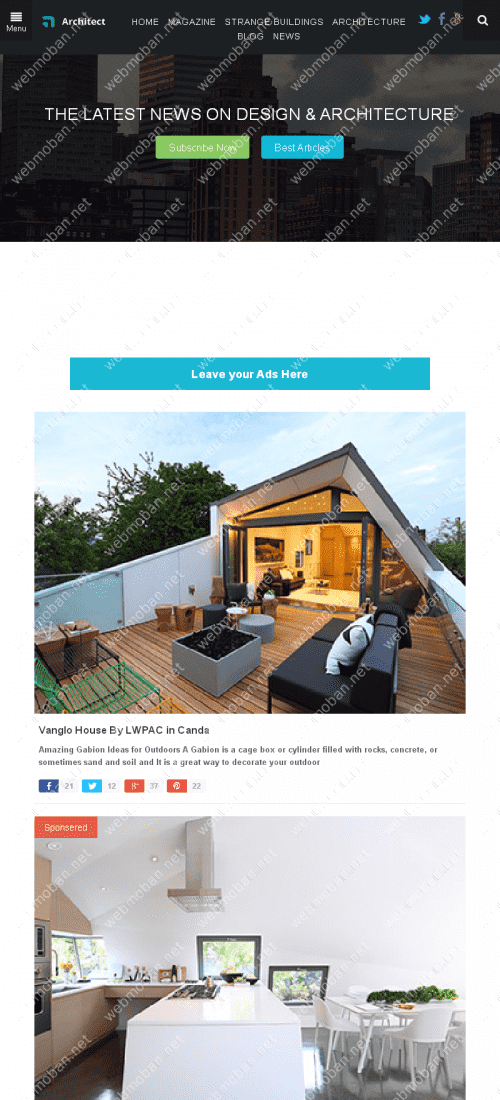 Menu
Architect
HOME MAGAZINE STRANGE BUILDINGS ARCHITECTURE
BLOG NEWS
THE LATEST NEWS ON DESIGN & ARCHITECTURE
Subscribe Now
Best Articles
Leave your Ads Here
Vanglo House By LWPAC in Canda
Amazing Gabion Ideas for Outdoors A Gabion is a cage box or cylinder filled with rocks, concrete, or
sometimes sand and soil and It is a great way to decorate your outdoor
21 12 37 22
Sponsered
webmoban.net